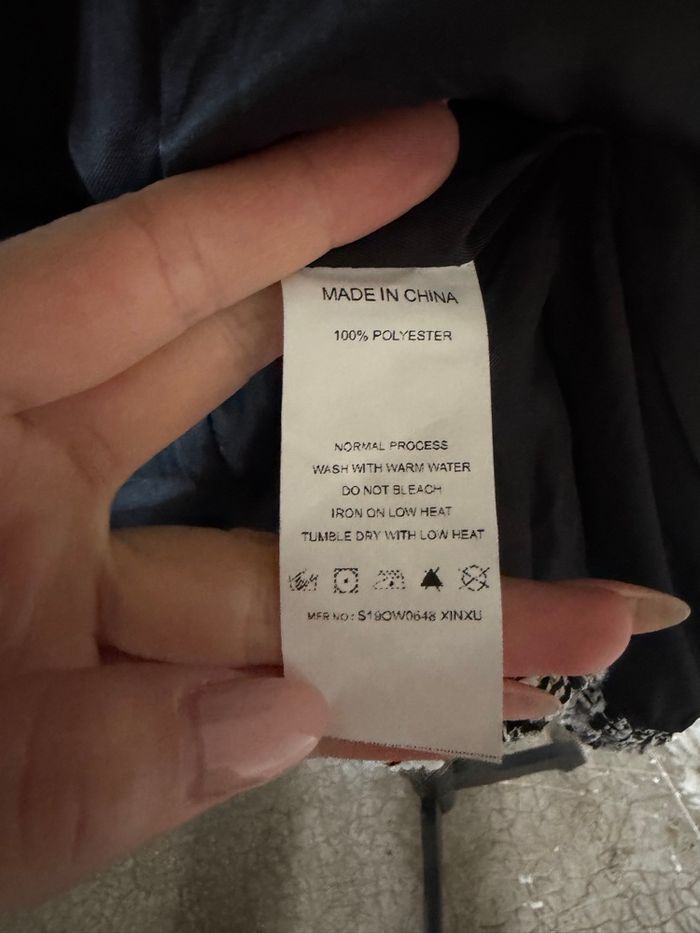 MADE IN CHINA
100% POLYESTER
NORMAL PROCESS
WASH WITH WARM WATER
DO NOT BLEACH
IRON ON LOW HEAT
TUMBLE DRY WITH LOW HEAT
MFR NO: S19OW0648 XINXU